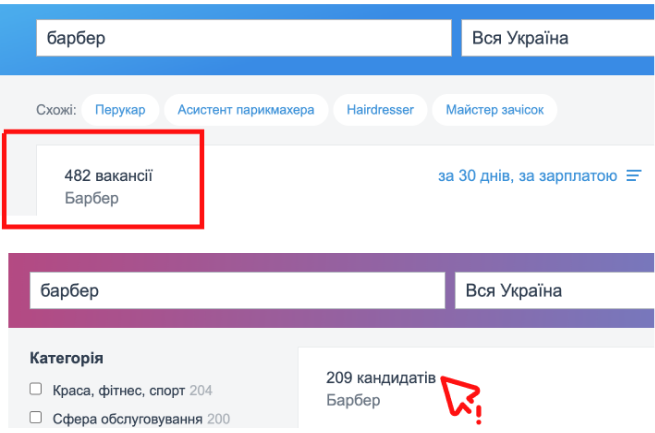 барбер Вся Україна
Схожі: Перукар Асистент парикмахера Hairdresser Майстер зачісок
482 вакансії за 30 днів, за зарплатою
Барбер
барбер Вся Україна
Категорія
209 кандидатів
Краса, фітнес, спорт 204
Барбер
Сфера обслуговування 200